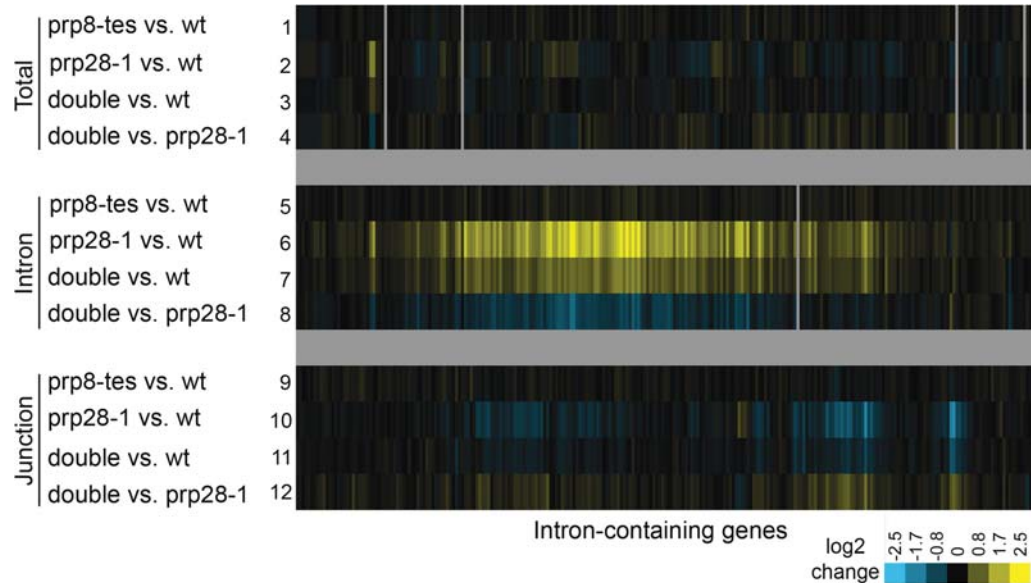 Total
prp8-tes vs. wt 1
prp28-1 vs. wt 2
double vs. wt 3
double vs. prp28-1 4
Intron
prp8-tes vs. wt 5
prp28-1 vs. wt 6
double vs. wt 7
double vs. prp28-1 8
Junction
prp8-tes vs. wt 9
prp28-1 vs. wt 10
double vs. wt 11
double vs. prp28-1 12
Intron-containing genes
log2
change
-2.5
-1.7
-0.8
0
0.8
1.7
2.5